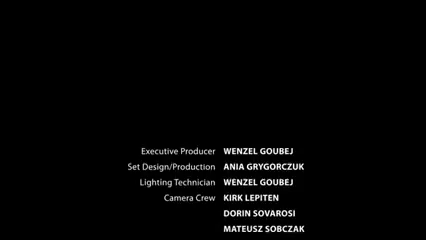 Executive Producer WENZEL GOUBEJ
Set Design/Production ANIA GRYGORCZUK
Lighting Technician WENZEL GOUBEJ
Camera Crew KIRK LEPITEN
DORIN SOVAROSI
MATEUSZ SOBCZAK